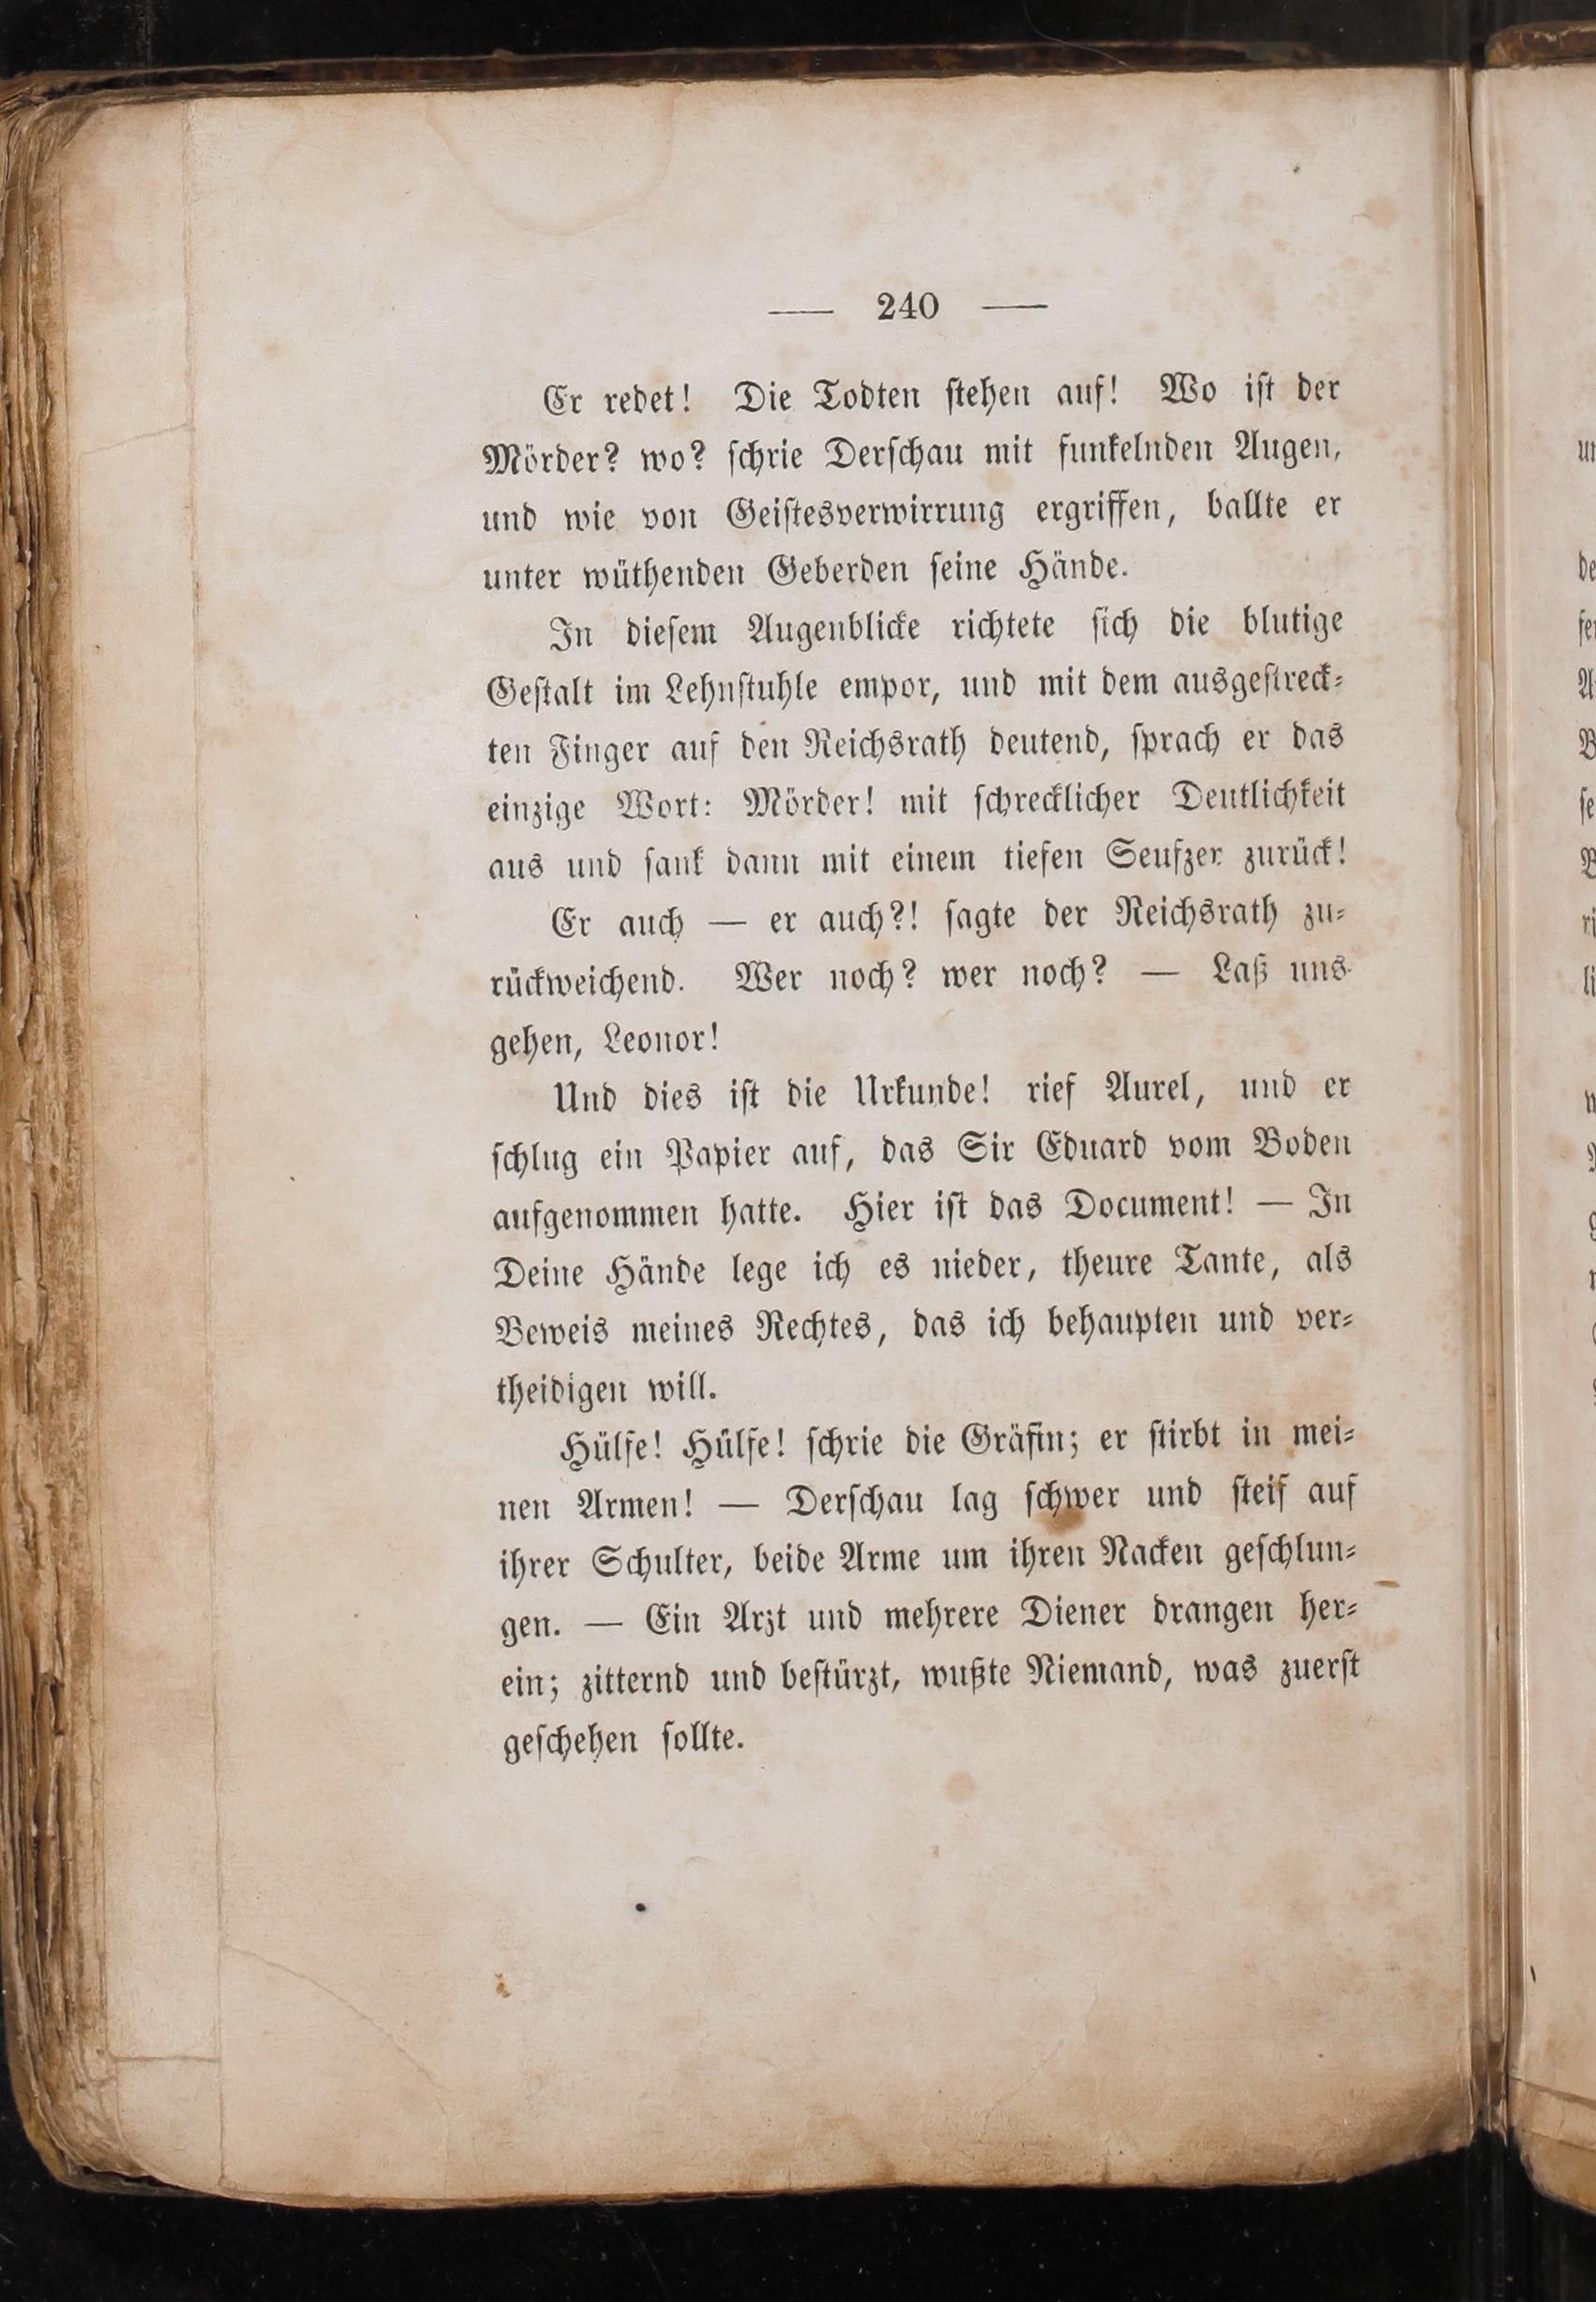 — 240 —
Er redet! Die Todten ſtehen auf! Wo iſt der
Mörder? wo? ſchrie Derſchau mit funkelnden Augen,
und wie von Geiſtesverwirrung ergriffen, ballte er
unter wüthenden Geberden ſeine Hände.
In dieſem Augenblicke richtete ſich die blutige
Geſtalt im Lehnſtuhle empor, und mit dem ausgeſtreck⸗
ten Finger auf den Reichsrath deutend, ſprach er das
einzige Wort: Mörder! mit ſchrecklicher Deutlichkeit
aus und ſank dann mit einem tiefen Seufzer zurück!
Er auch — er auch?! ſagte der Reichsrath zu⸗
rückweichend. Wer noch? wer noch? — Laß uns
gehen, Leonor!
Und dies iſt die Urkunde! rief Aurel, und er
ſchlug ein Papier auf, das Sir Eduard vom Boden
aufgenommen hatte. Hier iſt das Document! — In
Deine Hände lege ich es nieder, theure Tante, als
Beweis meines Rechtes, das ich behaupten und ver⸗
theidigen will.
Hülfe! Hülfe! ſchrie die Gräfin; er ſtirbt in mei⸗
nen Armen! — Derſchau lag ſchwer und ſteif auf
ihrer Schulter, beide Arme um ihren Nacken geſchlun⸗
gen. — Ein Arzt und mehrere Diener drangen her⸗
ein; zitternd und beſtürzt, wußte Niemand, was zuerſt
geſchehen ſollte.